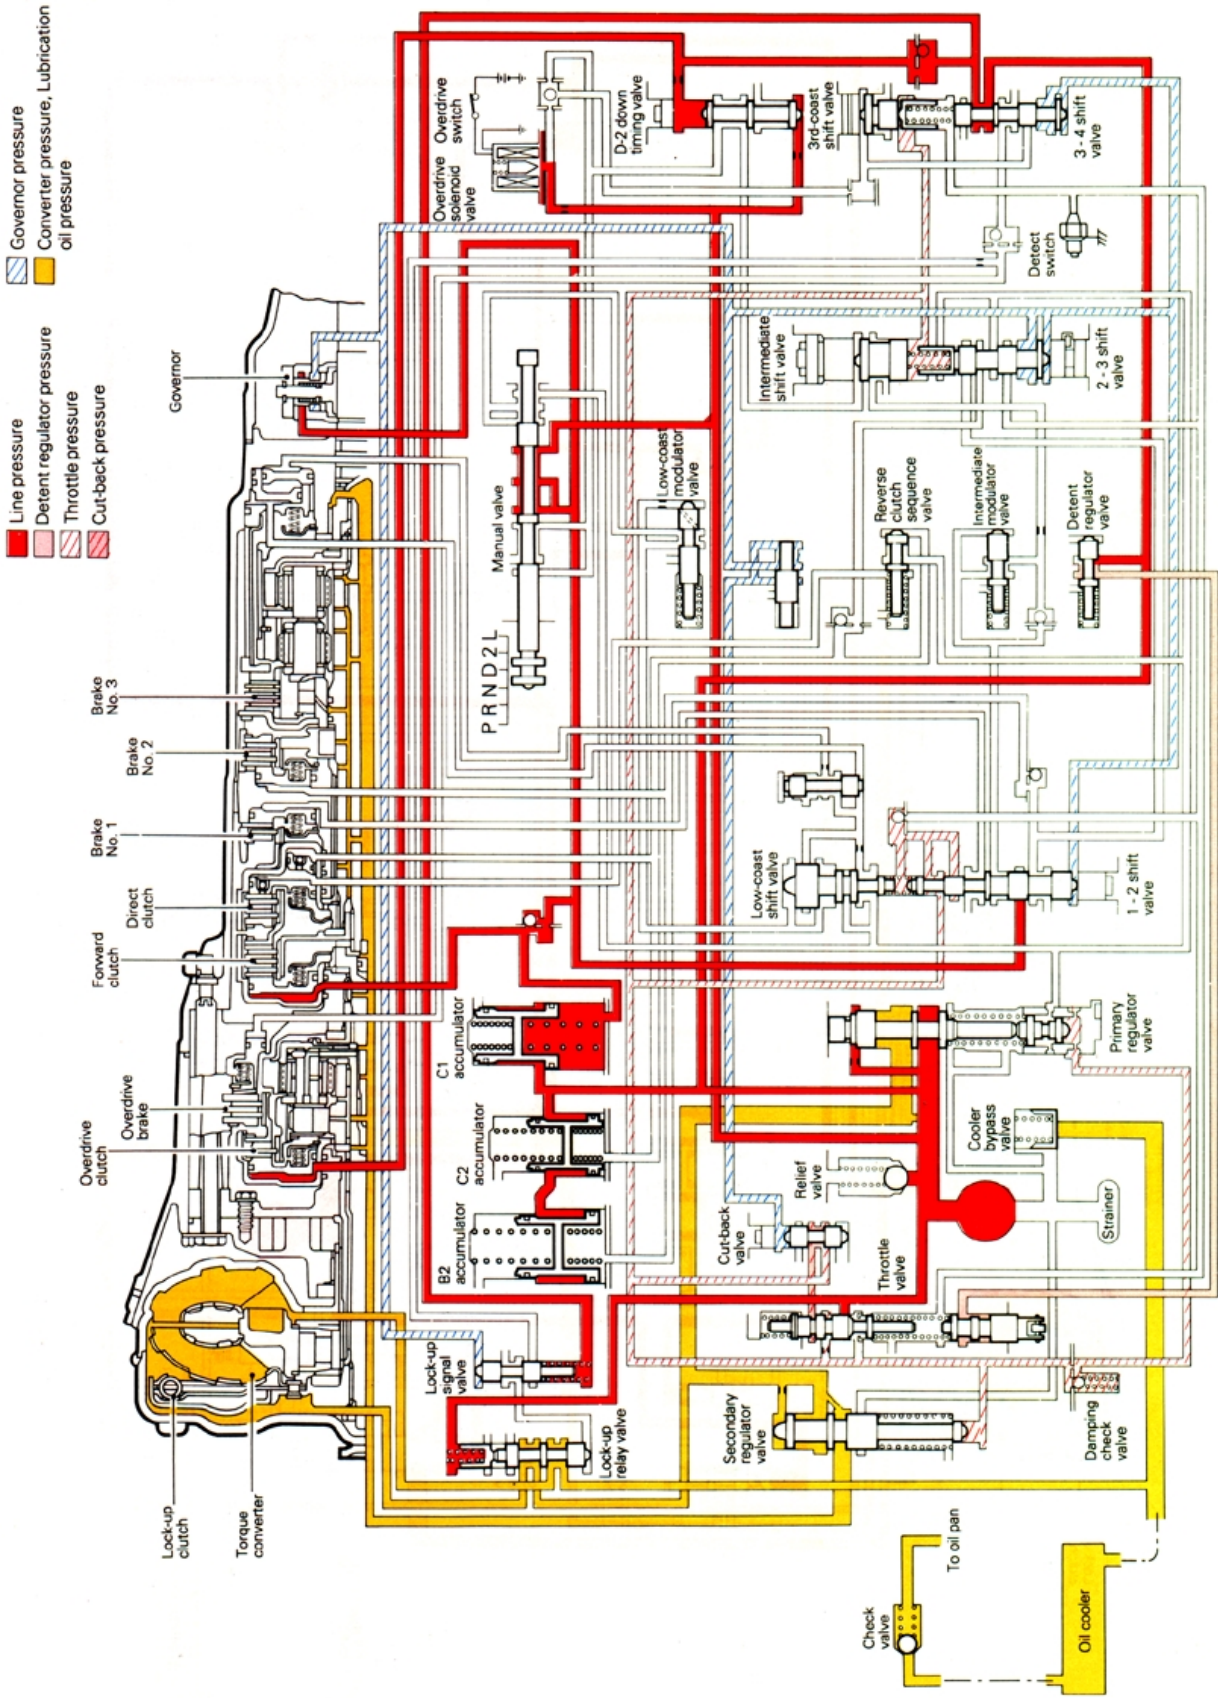 Line pressure
Detent regulator pressure
Throttle pressure
Cut-back pressure
Governor pressure
Converter pressure, Lubrication
oil pressure
Lock-up
clutch
Torque
converter
Overdrive
clutch
Overdrive
brake
Forward
clutch
Direct
clutch
Brake
No. 1
Brake
No. 2
Brake
No. 3
Governor
Lock-up
signal
valve
B2
accumulator
C2
accumulator
C1
accumulator
Manual valve
P R N D 2 L
Overdrive
solenoid
valve
Overdrive
switch
Lock-up
relay valve
Low-coast
modulator
valve
D-2 down
timing valve
Secondary
regulator
valve
Cut-back
valve
Relief
valve
Low-coast
shift valve
Intermediate
shift valve
3rd-coast
shift valve
Throttle
valve
Reverse
clutch
sequence
valve
Check
valve
To oil pan
Cooler
bypass
valve
Intermediate
modulator
valve
Detect
switch
Oil cooler
Damping
check
valve
Strainer
Primary
regulator
valve
1 - 2 shift
valve
Detent
regulator
valve
2 - 3 shift
valve
3 - 4 shift
valve